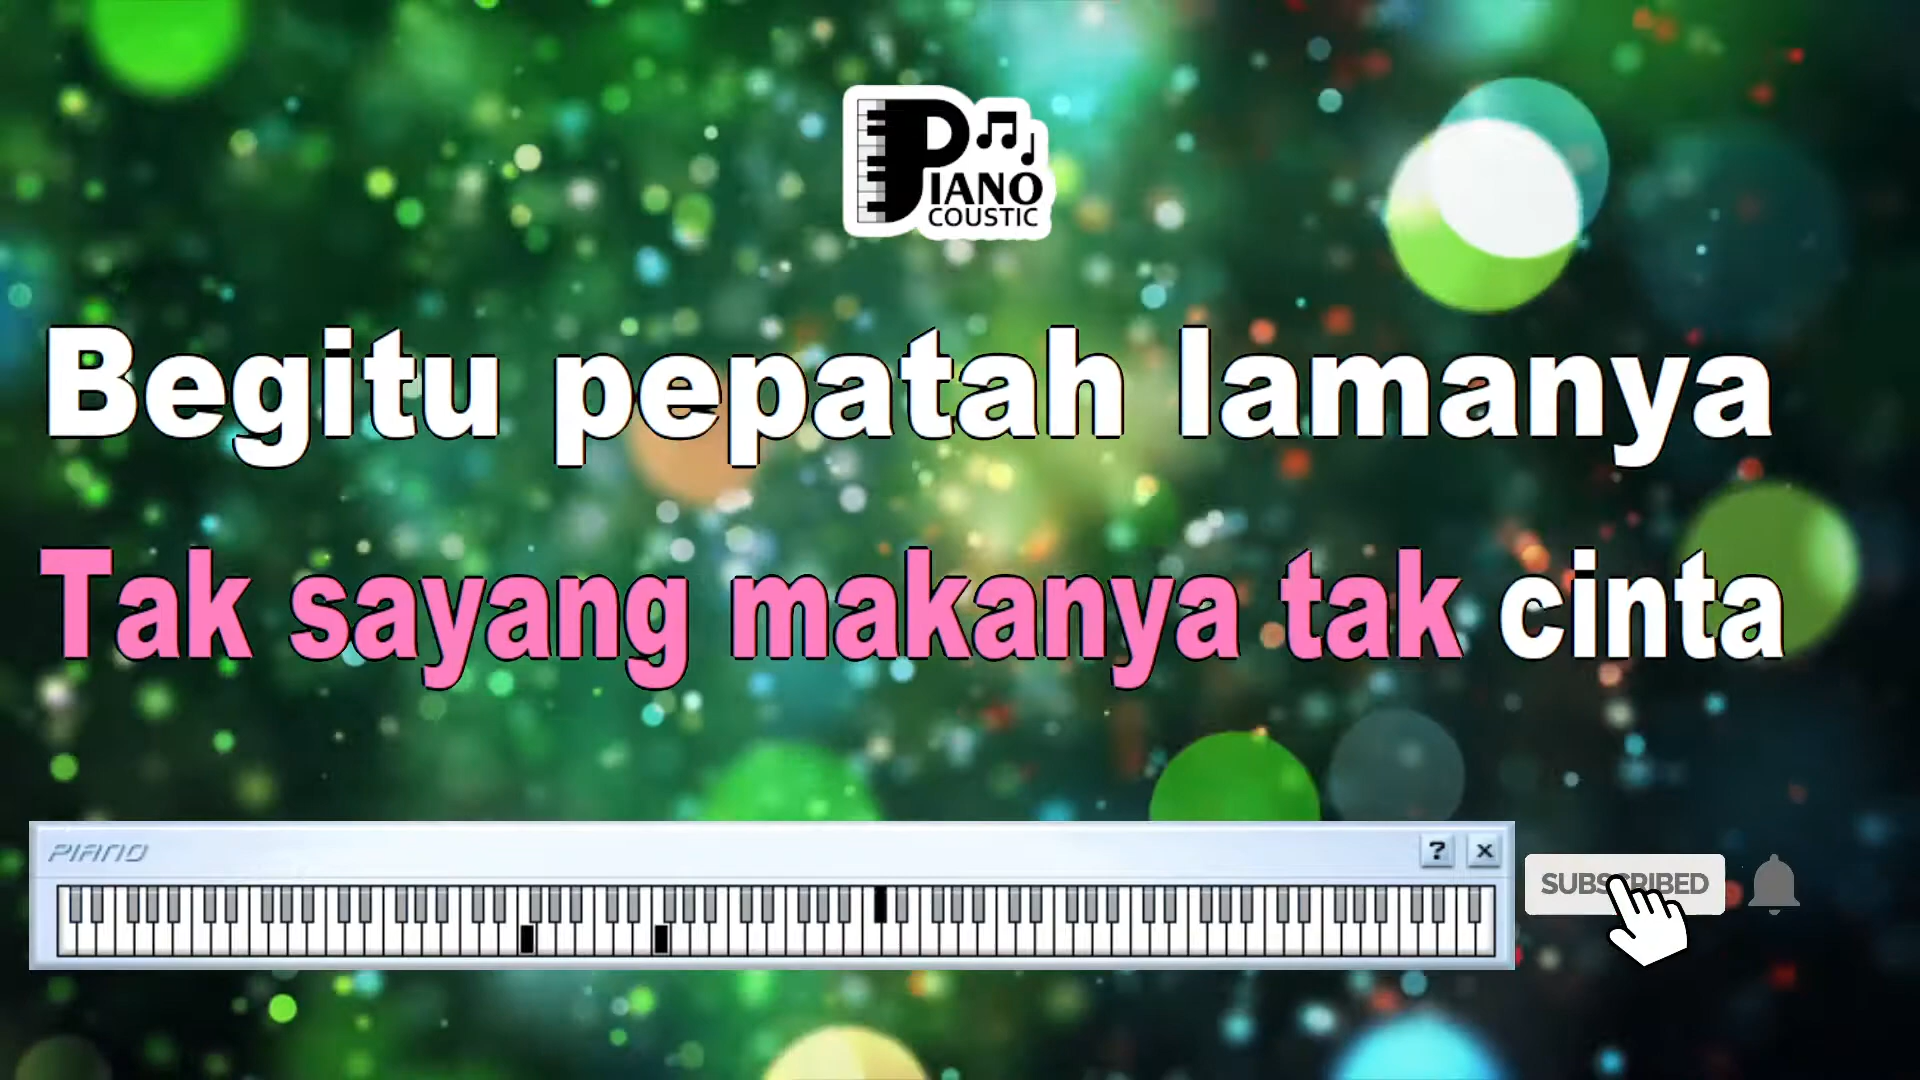 PIANO
COUSTIC
Begitu pepatah lamanya
Tak sayang makanya tak cinta
PIANO
? x
SUBSCRIBED